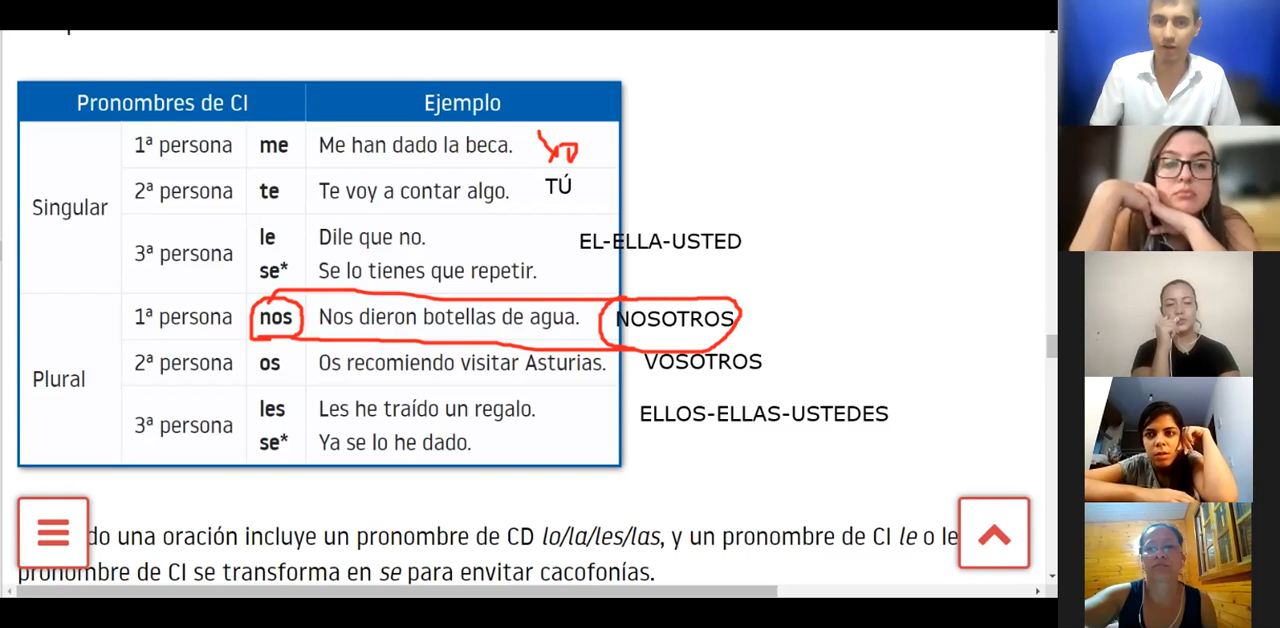 Pronombres de CI Ejemplo
Singular 1ª persona me Me han dado la beca. YO
2ª persona te Te voy a contar algo. TÚ
3ª persona le Dile que no. EL-ELLA-USTED
se* Se lo tienes que repetir.
Plural 1ª persona nos Nos dieron botellas de agua. NOSOTROS
2ª persona os Os recomiendo visitar Asturias. VOSOTROS
3ª persona les Les he traído un regalo. ELLOS-ELLAS-USTEDES
se* Ya se lo he dado.
do una oración incluye un pronombre de CD lo/la/les/las, y un pronombre de CI le o le
pronombre de CI se transforma en se para envitar cacofonías.